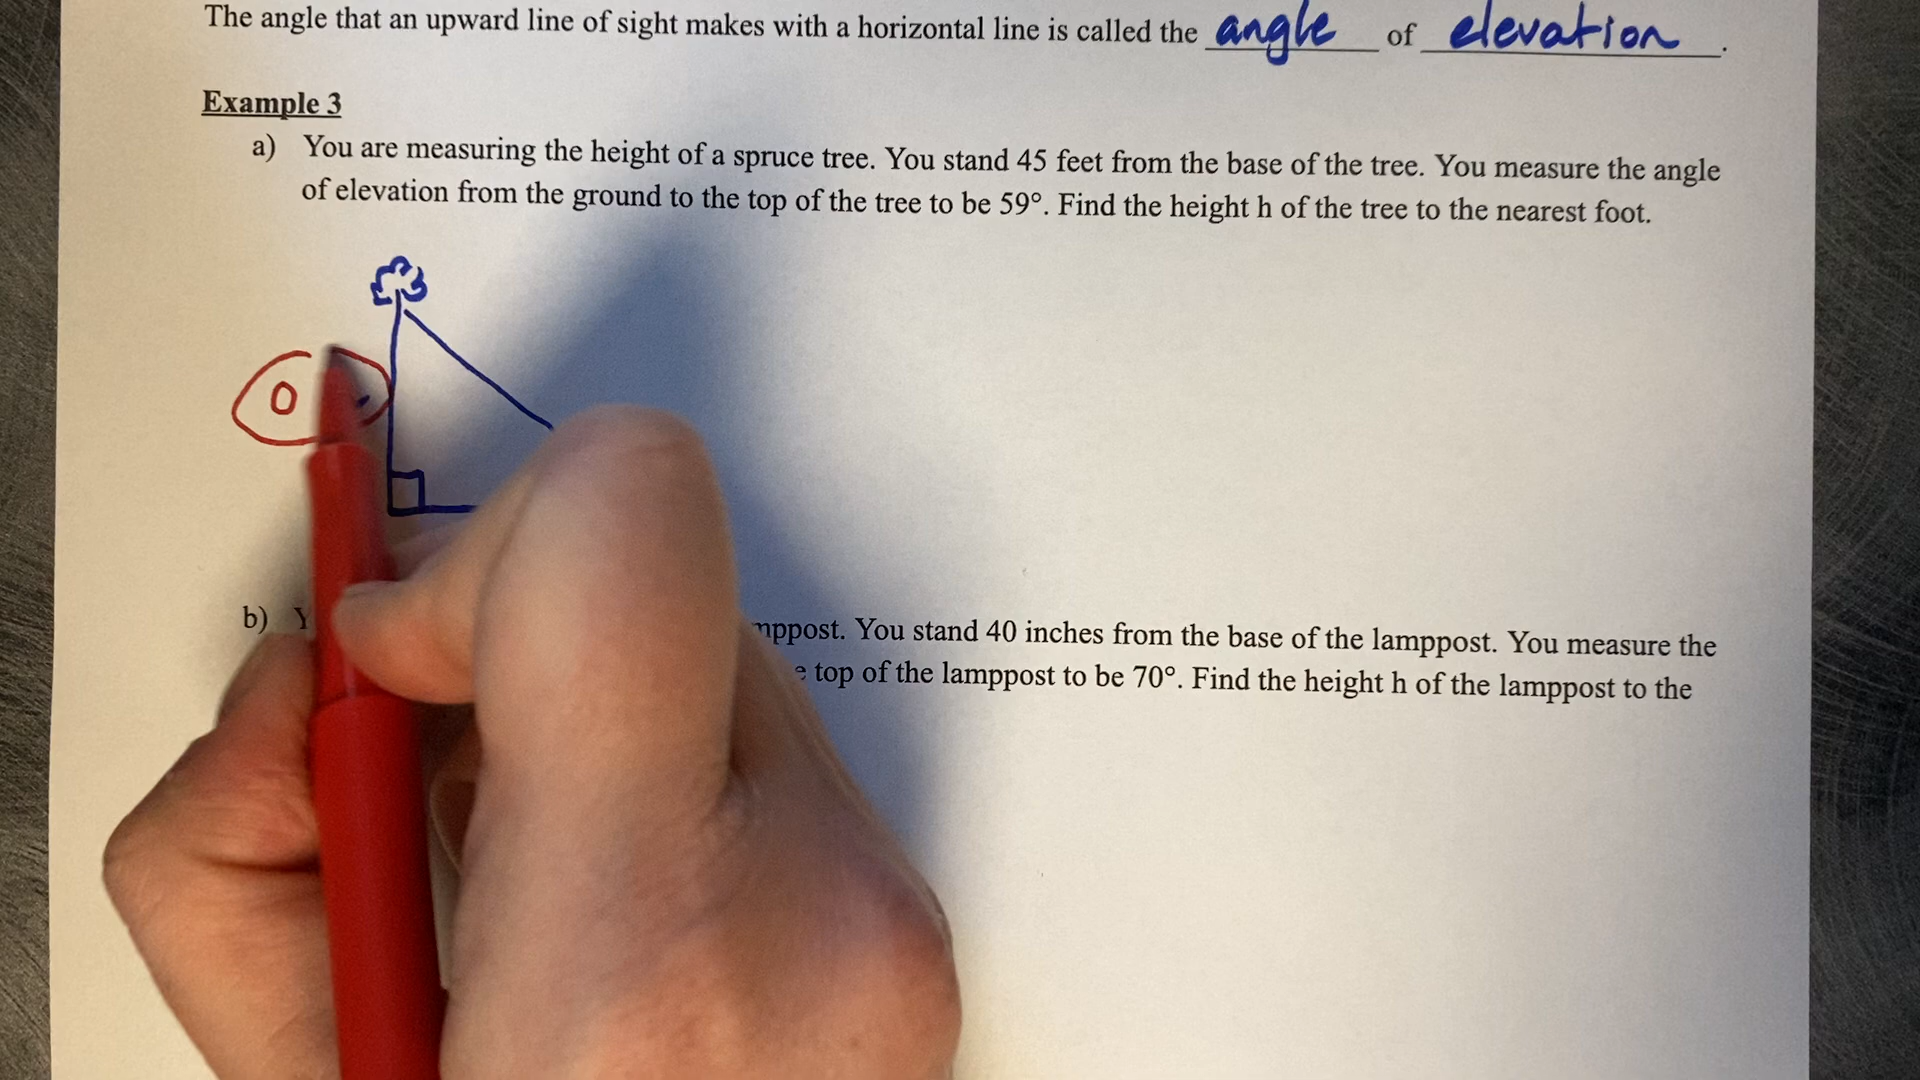 The angle that an upward line of sight makes with a horizontal line is called the angle of elevation.
Example 3
a) You are measuring the height of a spruce tree. You stand 45 feet from the base of the tree. You measure the angle
of elevation from the ground to the top of the tree to be 59°. Find the height h of the tree to the nearest foot.
O
b) mppost. You stand 40 inches from the base of the lamppost. You measure the
top of the lamppost to be 70°. Find the height h of the lamppost to the